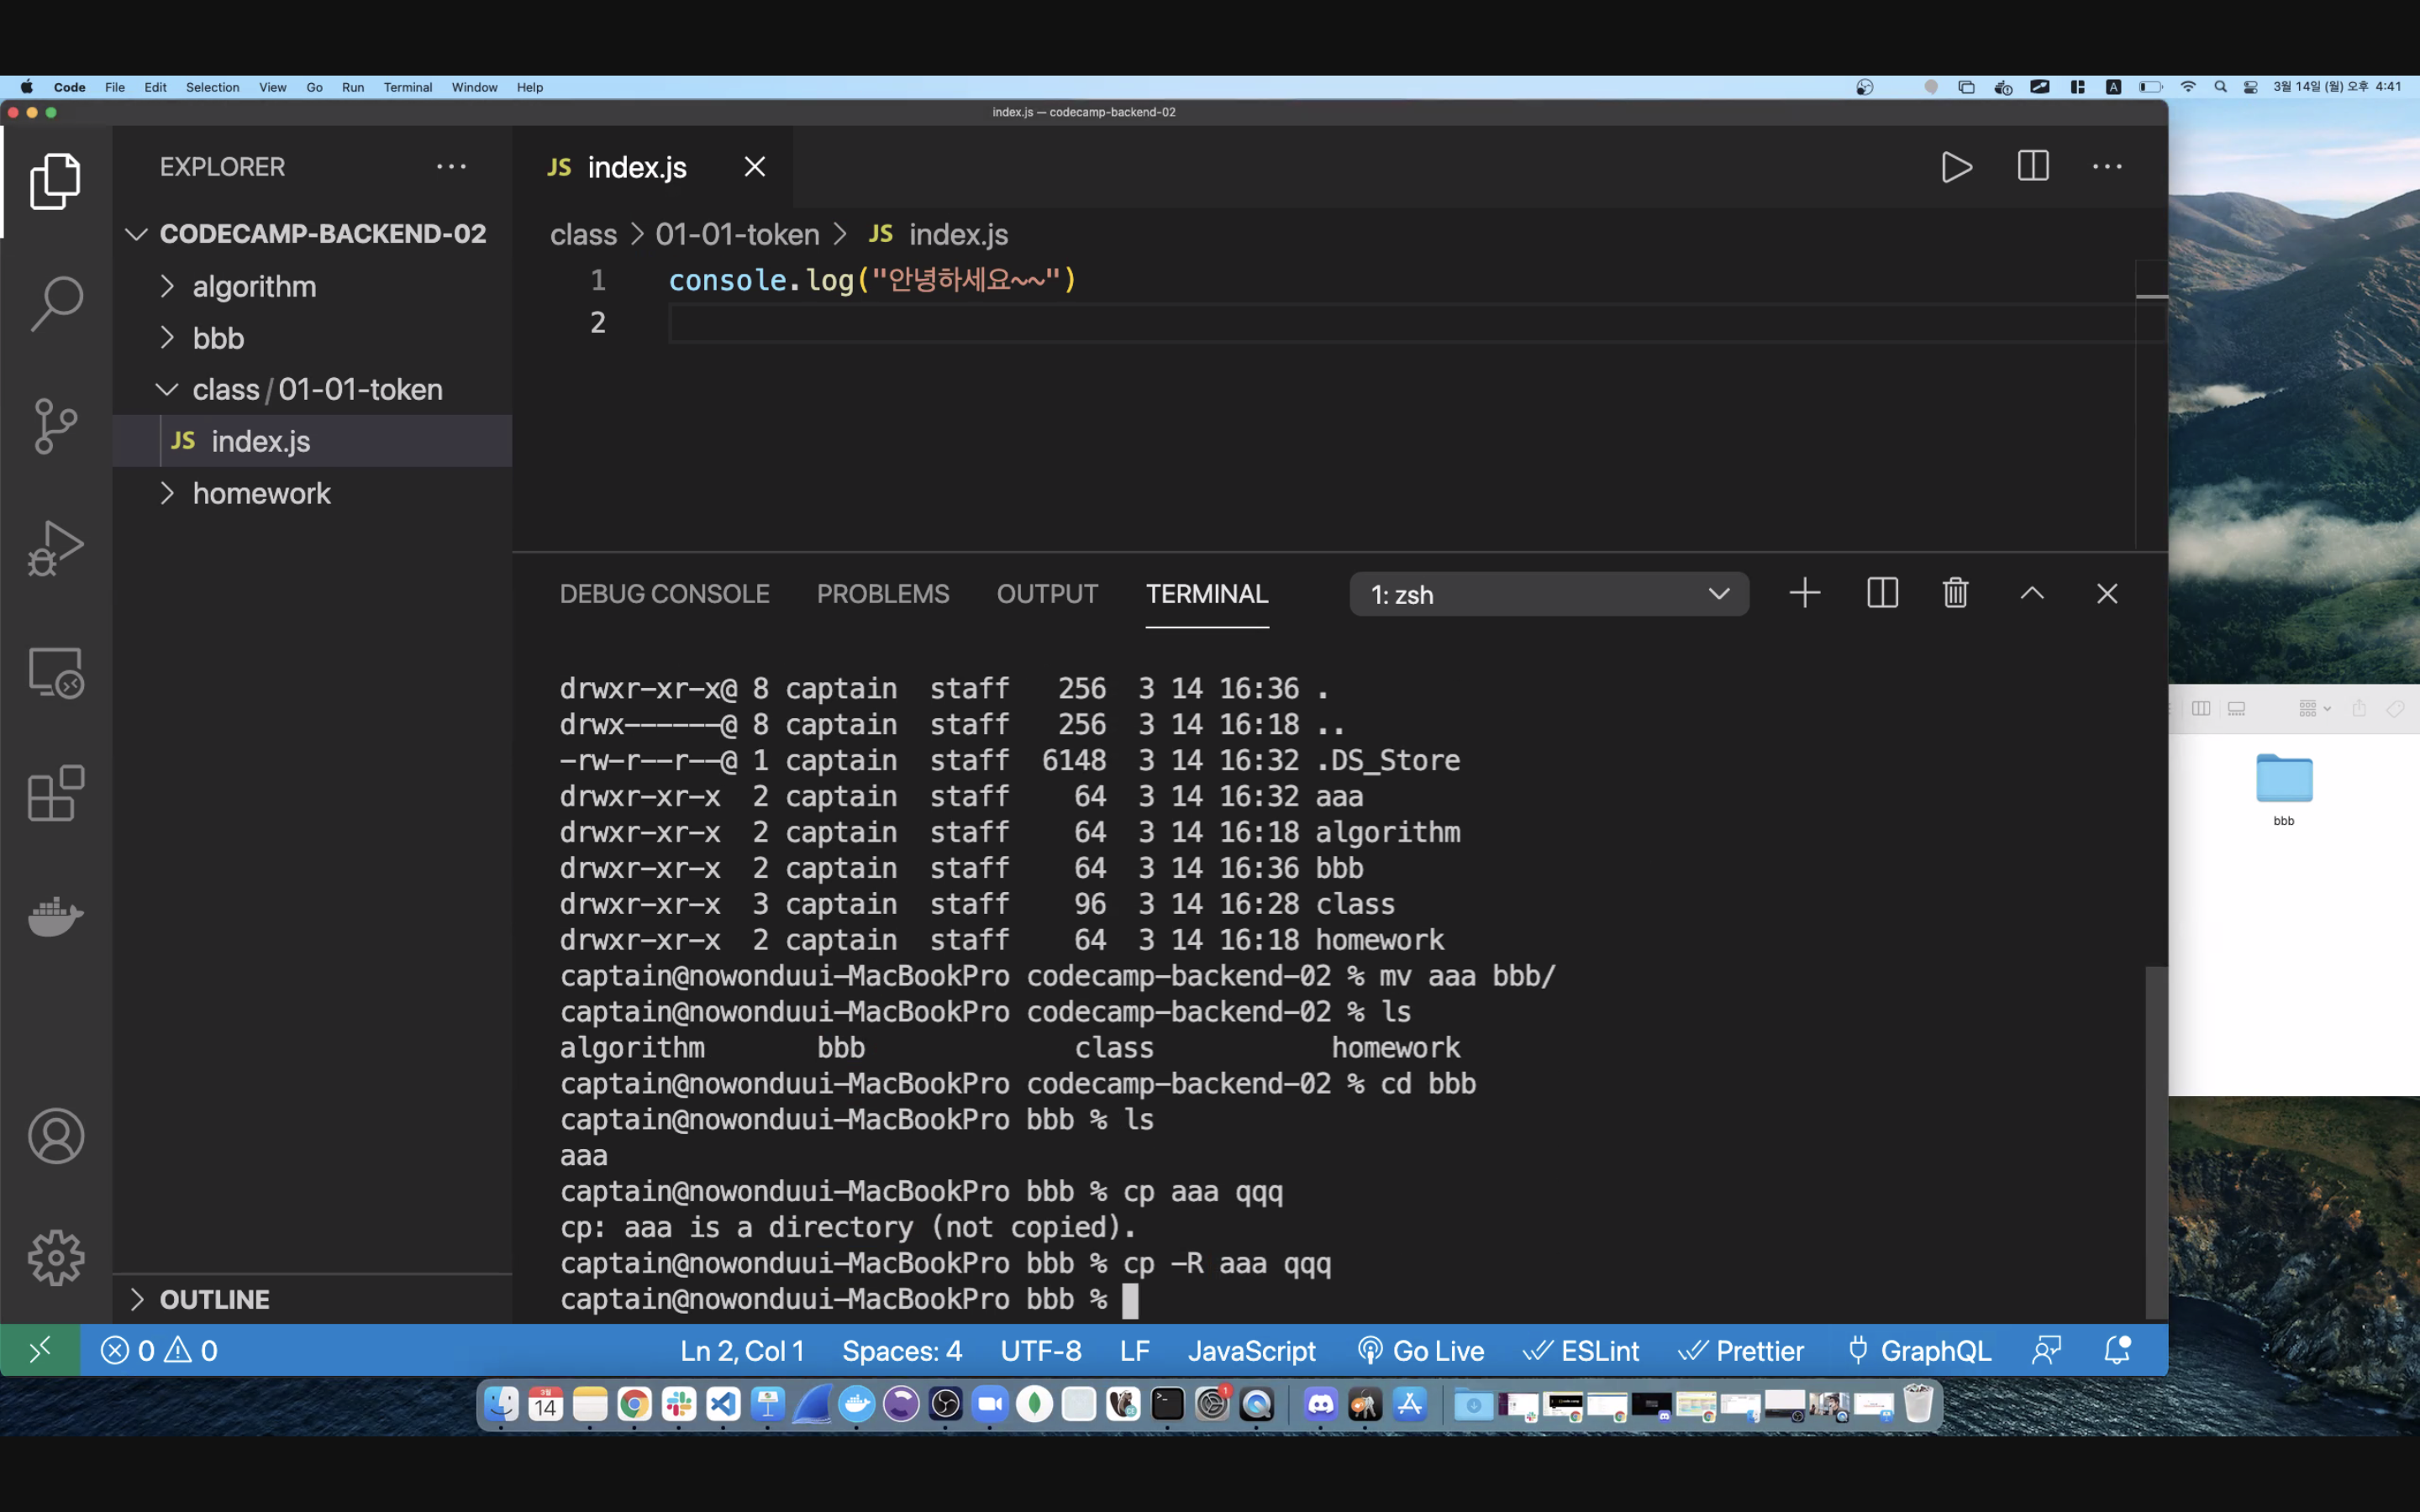 Code File Edit Selection View Go Run Terminal Window Help
A 3월 14일 (월) 오후 4:41
index.js — codecamp-backend-02
EXPLORER
CODECAMP-BACKEND-02
algorithm
bbb
class/01-01-token
JS index.js
homework
OUTLINE
JS index.js
class > 01-01-token > JS index.js
1 console.log("안녕하세요~~")
2
DEBUG CONSOLE PROBLEMS OUTPUT TERMINAL 1: zsh
drwxr-xr-x@ 8 captain staff 256 3 14 16:36 .
drwx------@ 8 captain staff 256 3 14 16:18 ..
-rw-r--r--@ 1 captain staff 6148 3 14 16:32 .DS_Store
drwxr-xr-x 2 captain staff 64 3 14 16:32 aaa
drwxr-xr-x 2 captain staff 64 3 14 16:18 algorithm
drwxr-xr-x 2 captain staff 64 3 14 16:36 bbb
drwxr-xr-x 3 captain staff 96 3 14 16:28 class
drwxr-xr-x 2 captain staff 64 3 14 16:18 homework
captain@nowonduui-MacBookPro codecamp-backend-02 % mv aaa bbb/
captain@nowonduui-MacBookPro codecamp-backend-02 % ls
algorithm bbb class homework
captain@nowonduui-MacBookPro codecamp-backend-02 % cd bbb
captain@nowonduui-MacBookPro bbb % ls
aaa
captain@nowonduui-MacBookPro bbb % cp aaa qqq
cp: aaa is a directory (not copied).
captain@nowonduui-MacBookPro bbb % cp -R aaa qqq
captain@nowonduui-MacBookPro bbb %
bbb
0 0 Ln 2, Col 1 Spaces: 4 UTF-8 LF JavaScript Go Live ESLint Prettier GraphQL
3월
14
1